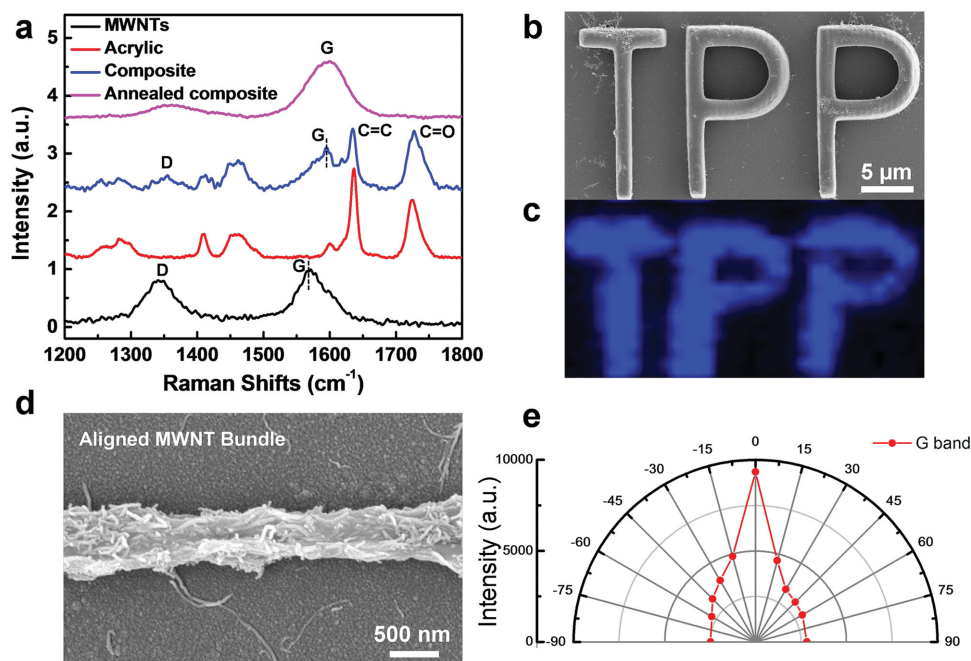 a
MWNTs
Acrylic
Composite
Annealed composite
G
D
G
C=C
C=O
D
G
5
4
3
2
1
0
Intensity (a.u.)
1200 1300 1400 1500 1600 1700 1800
Raman Shifts (cm⁻¹)
b
TPP
5 μm
c
TPP
d
Aligned MWNT Bundle
500 nm
e
G band
10000
5000
0
Intensity (a.u.)
-90 -75 -60 -45 -30 -15 0 15 30 45 60 75 90